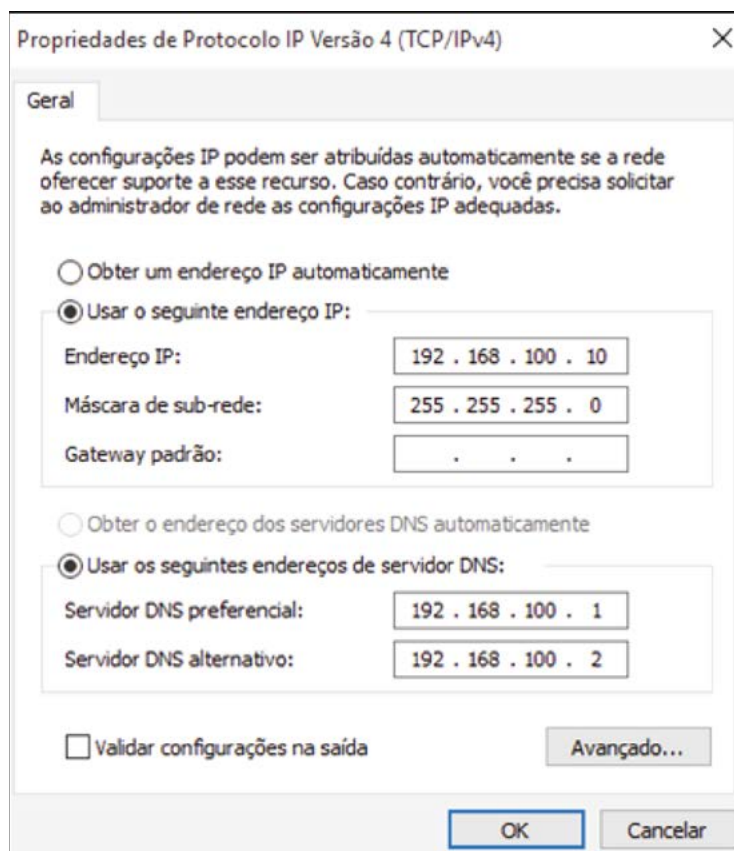 Propriedades de Protocolo IP Versão 4 (TCP/IPv4)
Geral
As configurações IP podem ser atribuídas automaticamente se a rede
oferecer suporte a esse recurso. Caso contrário, você precisa solicitar
ao administrador de rede as configurações IP adequadas.
Obter um endereço IP automaticamente
Usar o seguinte endereço IP:
Endereço IP: 192 . 168 . 100 . 10
Máscara de sub-rede: 255 . 255 . 255 . 0
Gateway padrão: . . .
Obter o endereço dos servidores DNS automaticamente
Usar os seguintes endereços de servidor DNS:
Servidor DNS preferencial: 192 . 168 . 100 . 1
Servidor DNS alternativo: 192 . 168 . 100 . 2
Validar configurações na saída Avançado...
OK Cancelar